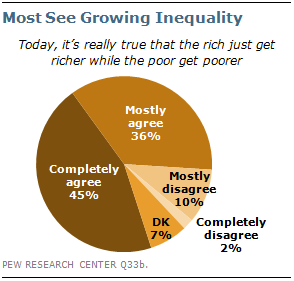 Most See Growing Inequality
Today, it's really true that the rich just get
richer while the poor get poorer
Mostly
agree
36%
Completely
agree
45%
Mostly
disagree
10%
DK
7%
Completely
disagree
2%
PEW RESEARCH CENTER Q33b.